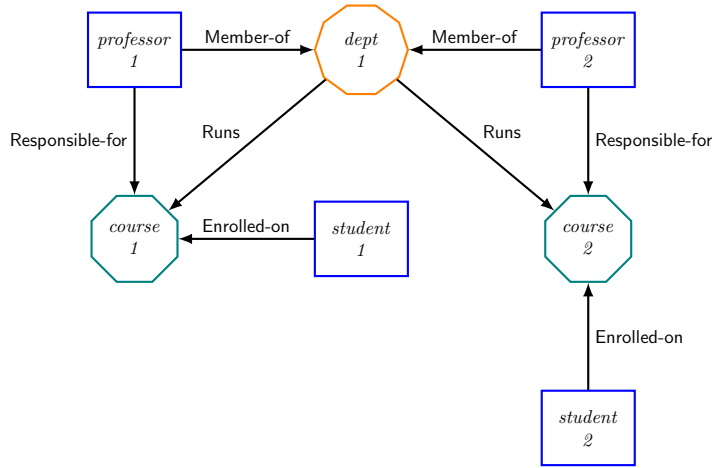 professor
1
Member-of
dept
1
Member-of
professor
2
Responsible-for
Runs
Runs
Responsible-for
course
1
Enrolled-on
student
1
course
2
Enrolled-on
student
2